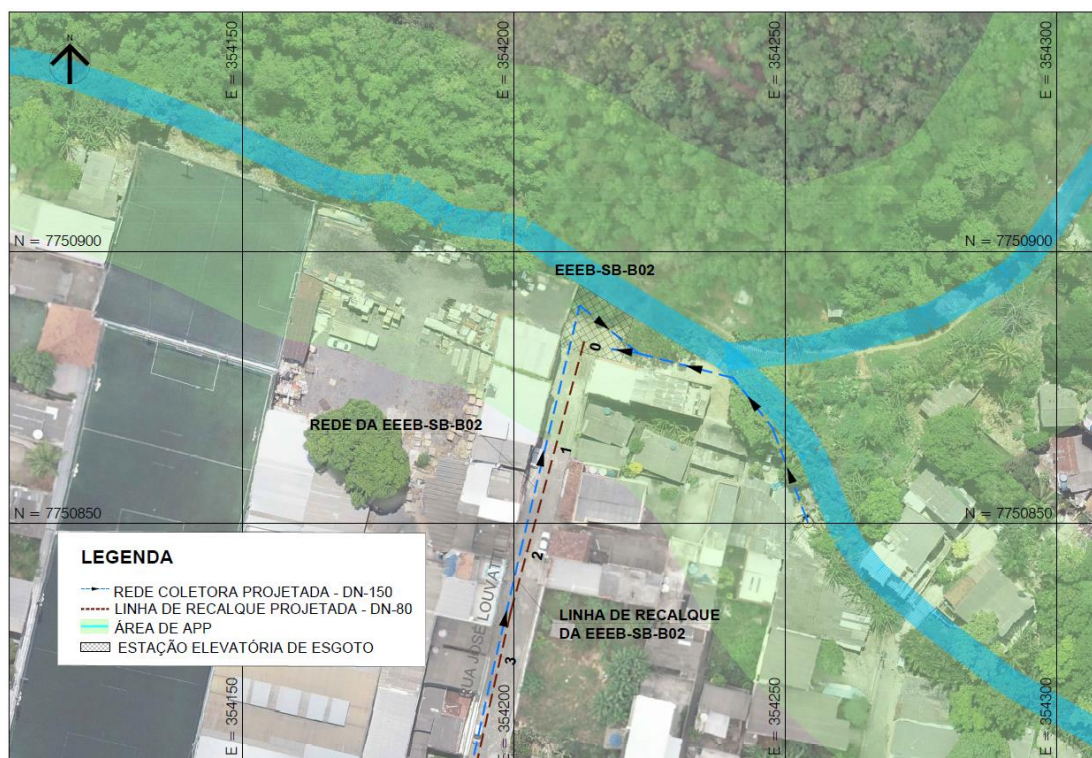 N
E = 354150
E = 354200
E = 354250
E = 354300
N = 7750900
N = 7750900
EEEB-SB-B02
0
REDE DA EEEB-SB-B02
1
N = 7750850
N = 7750850
2
LINHA DE RECALQUE
DA EEEB-SB-B02
3
RUA JOSÉ LOUVATTI
LEGENDA
REDE COLETORA PROJETADA - DN-150
LINHA DE RECALQUE PROJETADA - DN-80
ÁREA DE APP
ESTAÇÃO ELEVATÓRIA DE ESGOTO
E = 354150
E = 354200
E = 354250
E = 354300